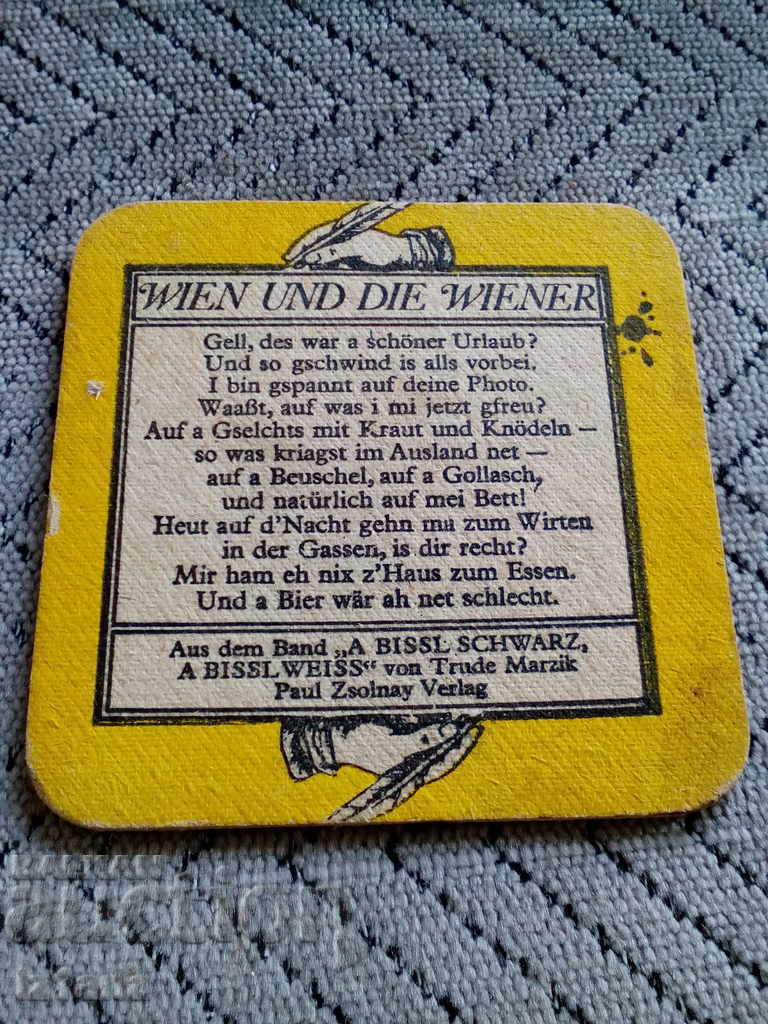 WIEN UND DIE WIENER
Gell, des war a schöner Urlaub?
Und so gschwind is alls vorbei.
I bin gspannt auf deine Photo.
Waaßt, auf was i mi jetzt gfreu?
Auf a Gselchts mit Kraut und Knödeln —
so was kriagst im Ausland net —
auf a Beuschel, auf a Gollasch,
und natürlich auf mei Bett!
Heut auf d'Nacht gehn ma zum Wirten
in der Gassen, is dir recht?
Mir ham eh nix z'Haus zum Essen.
Und a Bier wär ah net schlecht.
Aus dem Band „A BISSL SCHWARZ,
A BISSL WEISS“ von Trude Marzik
Paul Zsolnay Verlag
auction